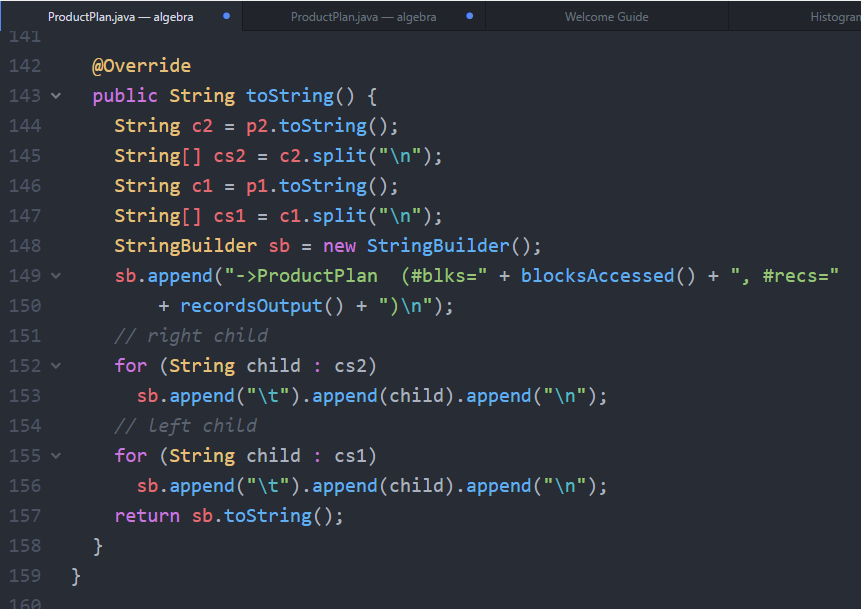 ProductPlan.java — algebra ProductPlan.java — algebra Welcome Guide Histogram
141
142 @Override
143 public String toString() {
144 String c2 = p2.toString();
145 String[] cs2 = c2.split("\n");
146 String c1 = p1.toString();
147 String[] cs1 = c1.split("\n");
148 StringBuilder sb = new StringBuilder();
149 sb.append("->ProductPlan  (#blks=" + blocksAccessed() + ", #recs="
150 + recordsOutput() + ")\n");
151 // right child
152 for (String child : cs2)
153 sb.append("\t").append(child).append("\n");
154 // left child
155 for (String child : cs1)
156 sb.append("\t").append(child).append("\n");
157 return sb.toString();
158 }
159 }
160